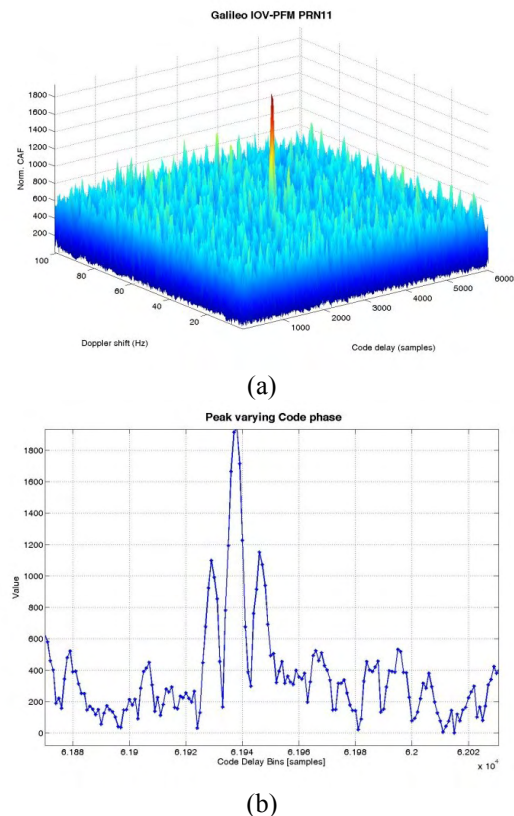 Galileo IOV-PFM PRN11
1800
1600
1400
1200
1000
800
600
400
200
Norm. CAF
100
80
60
40
20
1000
2000
3000
4000
5000
6000
Doppler shift (Hz)
Code delay (samples)
(a)
Peak varying Code phase
1800
1600
1400
1200
1000
800
600
400
200
0
Value
6.188 6.19 6.192 6.194 6.196 6.198 6.2 6.202
Code Delay Bins [samples]
x 10⁴
(b)